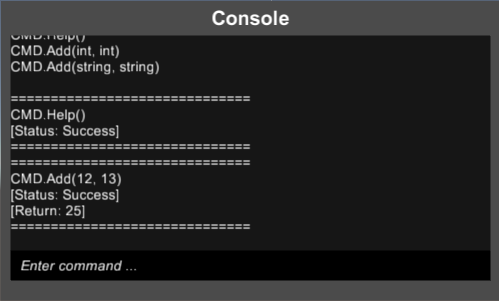 Console
CMD.Help()
CMD.Add(int, int)
CMD.Add(string, string)
==============================
CMD.Help()
[Status: Success]
==============================
==============================
CMD.Add(12, 13)
[Status: Success]
[Return: 25]
==============================
Enter command ...